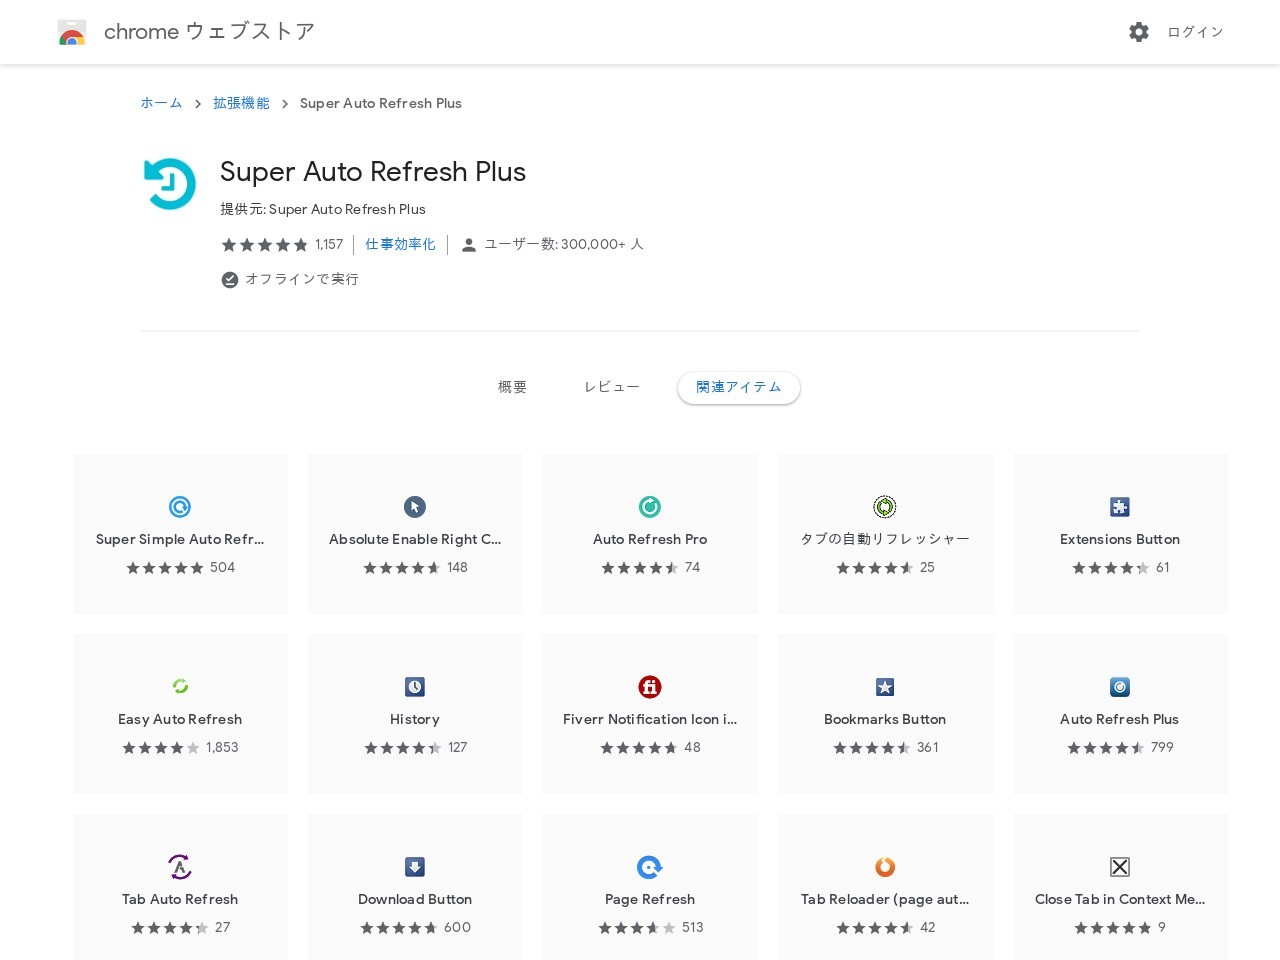 chrome ウェブストア
ログイン
ホーム
拡張機能
Super Auto Refresh Plus
Super Auto Refresh Plus
提供元: Super Auto Refresh Plus
1,157
仕事効率化
ユーザー数: 300,000+ 人
オフラインで実行
概要
レビュー
関連アイテム
Super Simple Auto Refr...
504
Absolute Enable Right C...
148
Auto Refresh Pro
74
タブの自動リフレッシャー
25
Extensions Button
61
Easy Auto Refresh
1,853
History
127
Fiverr Notification Icon i...
48
Bookmarks Button
361
Auto Refresh Plus
799
Tab Auto Refresh
27
Download Button
600
Page Refresh
513
Tab Reloader (page aut...
42
Close Tab in Context Me...
9